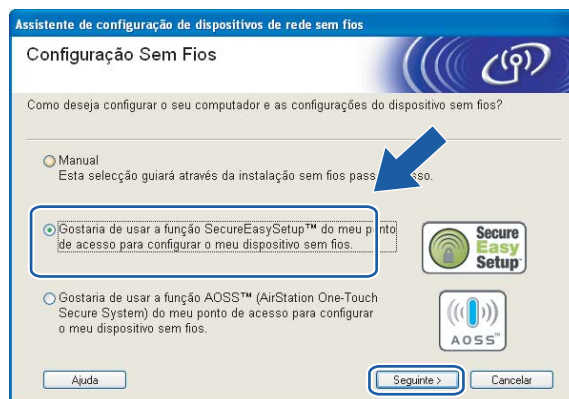 Assistente de configuração de dispositivos de rede sem fios
Configuração Sem Fios
Como deseja configurar o seu computador e as configurações do dispositivo sem fios?
Manual
Esta selecção guiará através da instalação sem fios pass sso.
Gostaria de usar a função SecureEasySetup™ do meu ponto
de acesso para configurar o meu dispositivo sem fios.
Secure
Easy
Setup
Gostaria de usar a função AOSS™ (AirStation One-Touch
Secure System) do meu ponto de acesso para configurar
o meu dispositivo sem fios.
AOSS™
Ajuda
Seguinte >
Cancelar